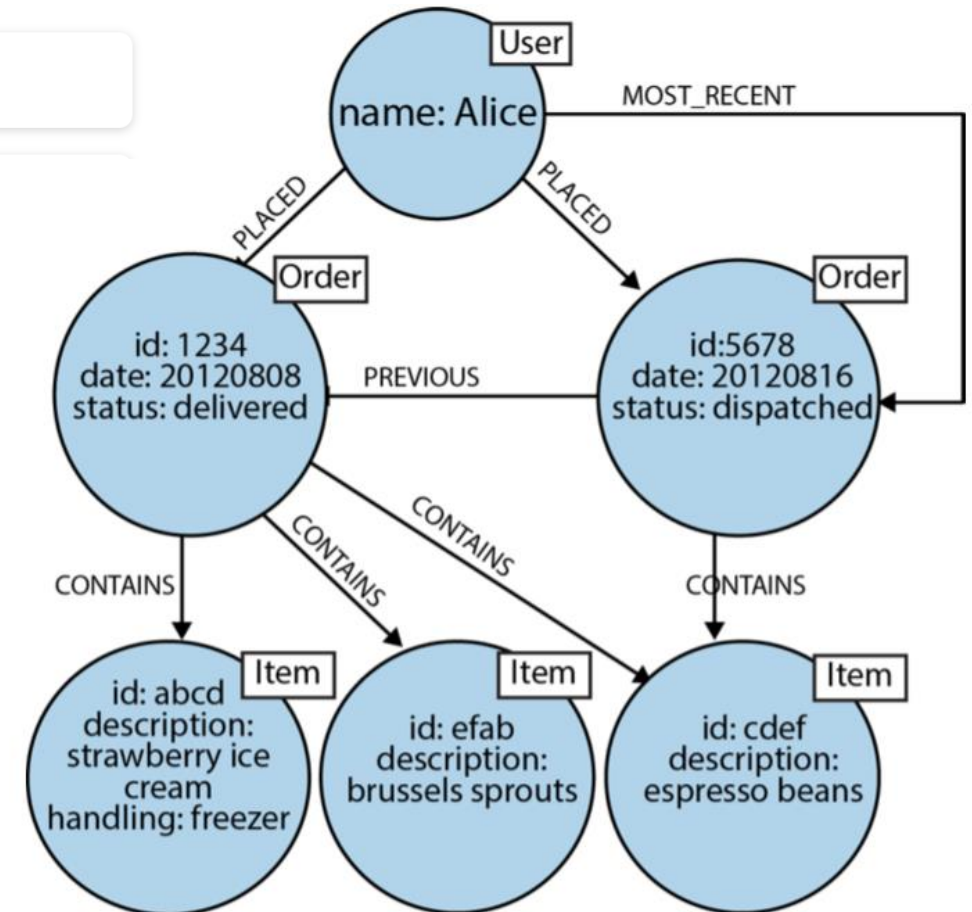 User
name: Alice
MOST_RECENT
PLACED
PLACED
Order
Order
id: 1234
date: 20120808
status: delivered
PREVIOUS
id:5678
date: 20120816
status: dispatched
CONTAINS
CONTAINS
CONTAINS
CONTAINS
Item
Item
Item
id: abcd
description:
strawberry ice
cream
handling: freezer
id: efab
description:
brussels sprouts
id: cdef
description:
espresso beans